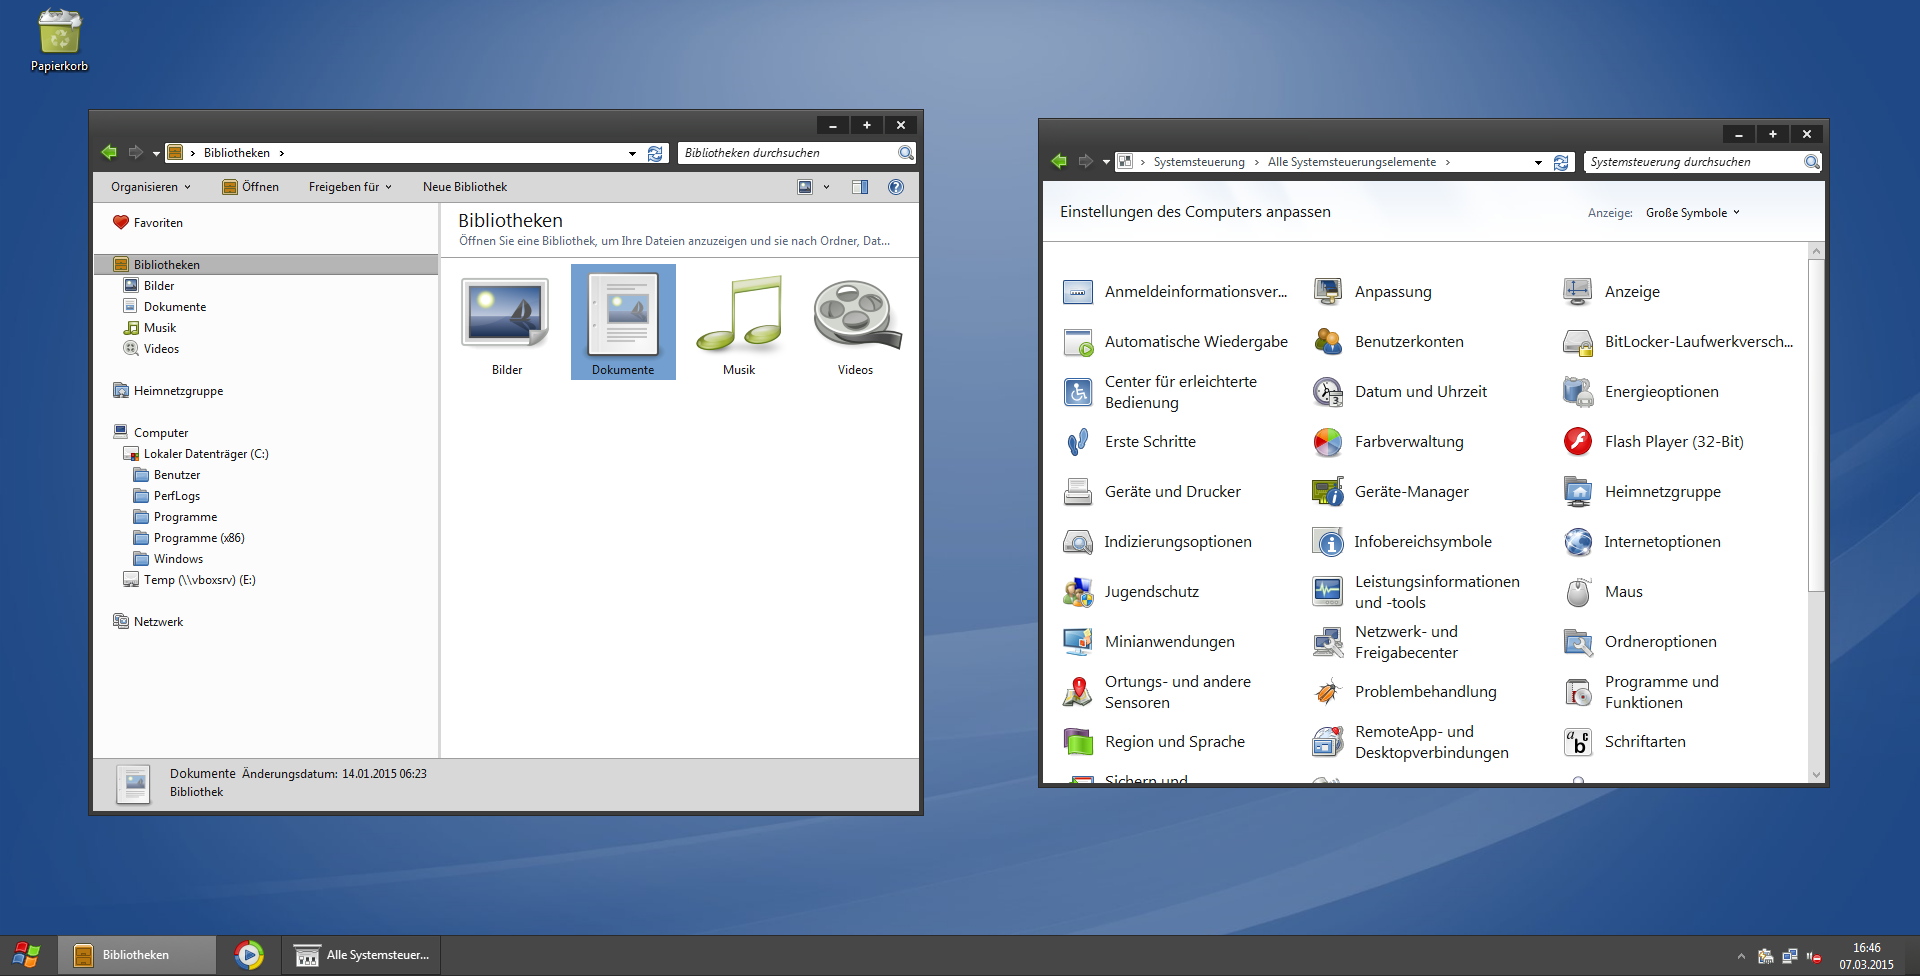 Papierkorb
Bibliotheken
Bibliotheken durchsuchen
Organisieren
Öffnen
Freigeben für
Neue Bibliothek
Favoriten
Bibliotheken
Bilder
Dokumente
Musik
Videos
Heimnetzgruppe
Computer
Lokaler Datenträger (C:)
Benutzer
PerfLogs
Programme
Programme (x86)
Windows
Temp (\\vboxsrv) (E:)
Netzwerk
Bibliotheken
Öffnen Sie eine Bibliothek, um Ihre Dateien anzuzeigen und sie nach Ordner, Dat...
Bilder
Dokumente
Musik
Videos
Dokumente Änderungsdatum: 14.01.2015 06:23
Bibliothek
Systemsteuerung
Alle Systemsteuerungselemente
Systemsteuerung durchsuchen
Einstellungen des Computers anpassen
Anzeige: Große Symbole
Anmeldeinformationsver...
Anpassung
Anzeige
Automatische Wiedergabe
Benutzerkonten
BitLocker-Laufwerkversch...
Center für erleichterte
Bedienung
Datum und Uhrzeit
Energieoptionen
Erste Schritte
Farbverwaltung
Flash Player (32-Bit)
Geräte und Drucker
Geräte-Manager
Heimnetzgruppe
Indizierungsoptionen
Infobereichsymbole
Internetoptionen
Jugendschutz
Leistungsinformationen
und -tools
Maus
Minianwendungen
Netzwerk- und
Freigabecenter
Ordneroptionen
Ortungs- und andere
Sensoren
Problembehandlung
Programme und
Funktionen
Region und Sprache
RemoteApp- und
Desktopverbindungen
Schriftarten
Sichern und
Bibliotheken
Alle Systemsteuer...
16:46
07.03.2015